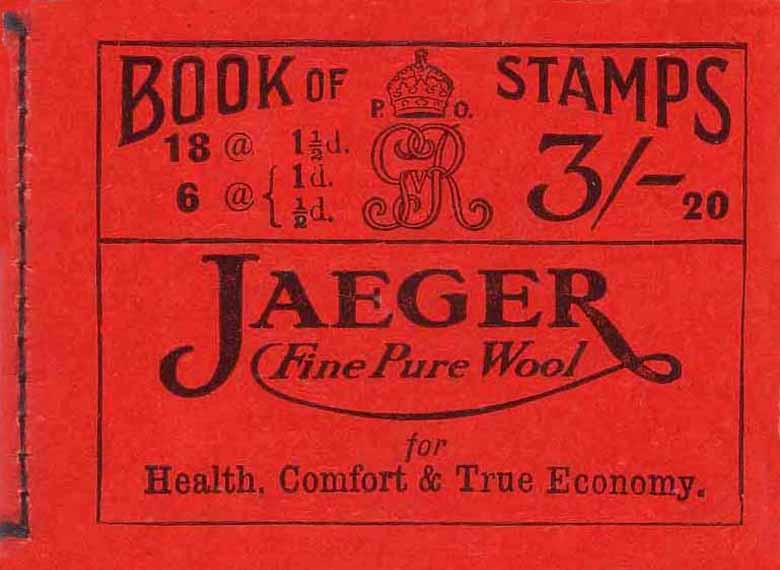 BOOK OF STAMPS
P. O.
18 @ 1½d.
6 @ { 1d. ½d.
GvR
3/- 20
JAEGER
Fine Pure Wool
for
Health, Comfort & True Economy.